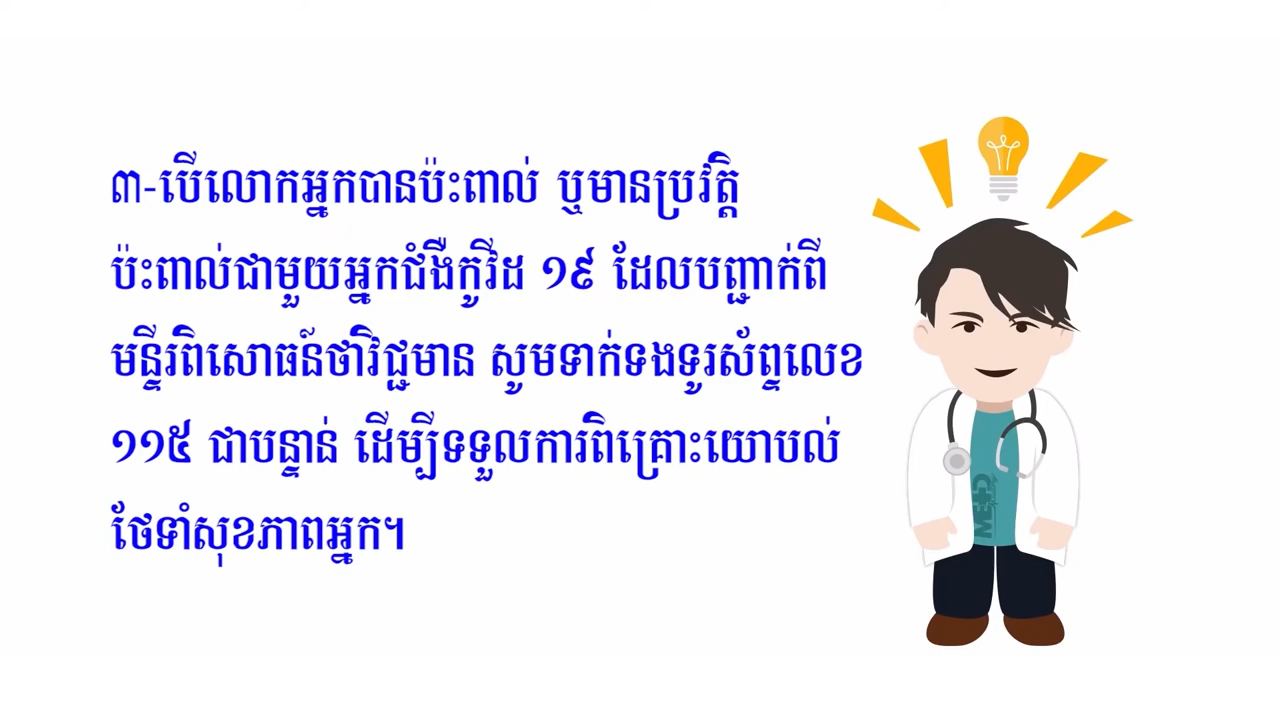 ៣-បើលោកអ្នកបានប៉ះពាល់ ឬមានប្រវត្តិ
ប៉ះពាល់ជាមួយអ្នកជំងឺកូវីដ ១៩ ដែលបញ្ជាក់ពី
មន្ទីរពិសោធន៍ថាវិជ្ជមាន សូមទាក់ទងទូរស័ព្ទលេខ
១១៥ ជាបន្ទាន់ ដើម្បីទទួលការពិគ្រោះយោបល់
ថែទាំសុខភាពអ្នក។
MED